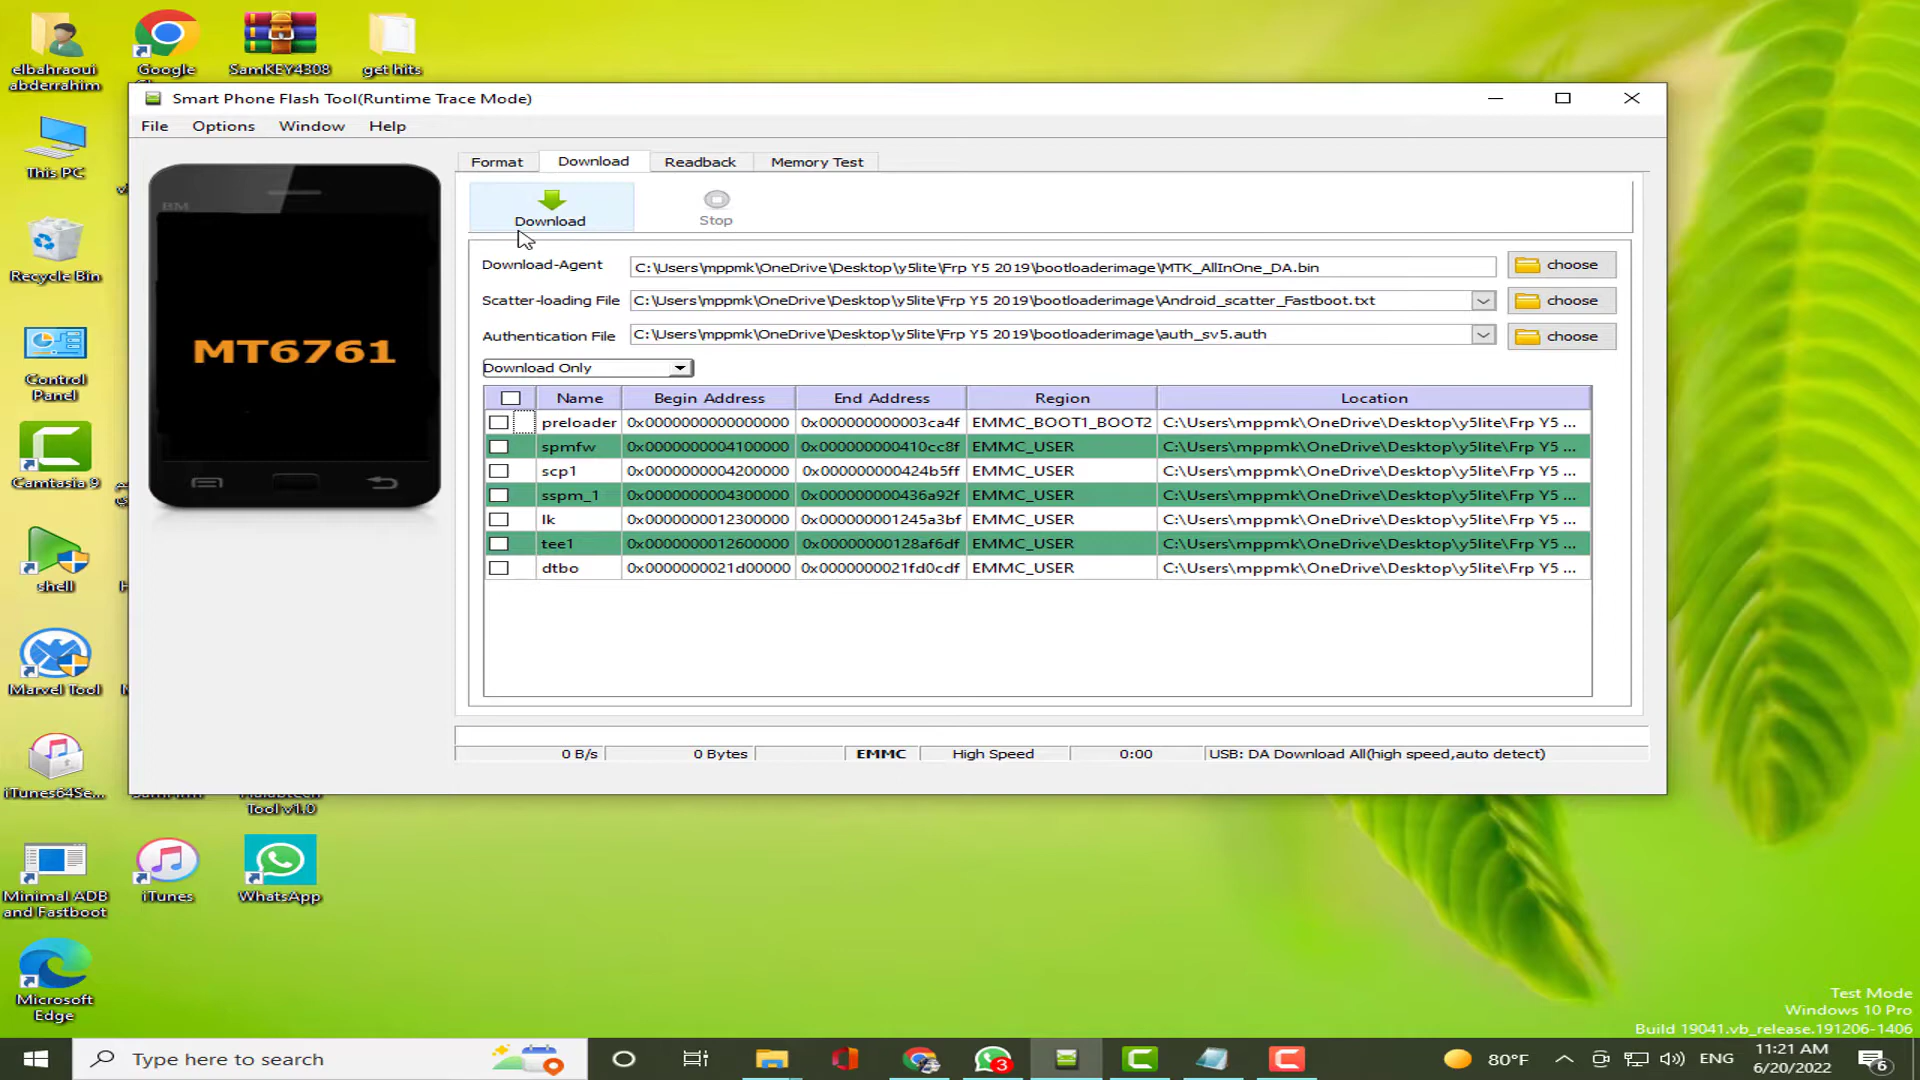 elbahraoui
abderrahim
Google
SamKEY4308
get hits
This PC
Recycle Bin
Control
Panel
Camtasia 9
shell
Marvel Tool
iTunes64Se...
Tool v1.0
Minimal ADB
and Fastboot
iTunes
WhatsApp
Microsoft
Edge
Smart Phone Flash Tool(Runtime Trace Mode)
File Options Window Help
BM
MT6761
Format Download Readback Memory Test
Download Stop
Download-Agent C:\Users\mppmk\OneDrive\Desktop\y5lite\Frp Y5 2019\bootloaderimage\MTK_AllInOne_DA.bin choose
Scatter-loading File C:\Users\mppmk\OneDrive\Desktop\y5lite\Frp Y5 2019\bootloaderimage\Android_scatter_Fastboot.txt choose
Authentication File C:\Users\mppmk\OneDrive\Desktop\y5lite\Frp Y5 2019\bootloaderimage\auth_sv5.auth choose
Download Only
Name Begin Address End Address Region Location
preloader 0x0000000000000000 0x000000000003ca4f EMMC_BOOT1_BOOT2 C:\Users\mppmk\OneDrive\Desktop\y5lite\Frp Y5 ...
spmfw 0x0000000004100000 0x000000000410cc8f EMMC_USER C:\Users\mppmk\OneDrive\Desktop\y5lite\Frp Y5 ...
scp1 0x0000000004200000 0x000000000424b5ff EMMC_USER C:\Users\mppmk\OneDrive\Desktop\y5lite\Frp Y5 ...
sspm_1 0x0000000004300000 0x000000000436a92f EMMC_USER C:\Users\mppmk\OneDrive\Desktop\y5lite\Frp Y5 ...
lk 0x0000000012300000 0x000000001245a3bf EMMC_USER C:\Users\mppmk\OneDrive\Desktop\y5lite\Frp Y5 ...
tee1 0x0000000012600000 0x00000000128af6df EMMC_USER C:\Users\mppmk\OneDrive\Desktop\y5lite\Frp Y5 ...
dtbo 0x0000000021d00000 0x0000000021fd0cdf EMMC_USER C:\Users\mppmk\OneDrive\Desktop\y5lite\Frp Y5 ...
0 B/s 0 Bytes EMMC High Speed 0:00 USB: DA Download All(high speed,auto detect)
Test Mode
Windows 10 Pro
Build 19041.vb_release.191206-1406
Type here to search
3
80°F
ENG
11:21 AM
6/20/2022
6